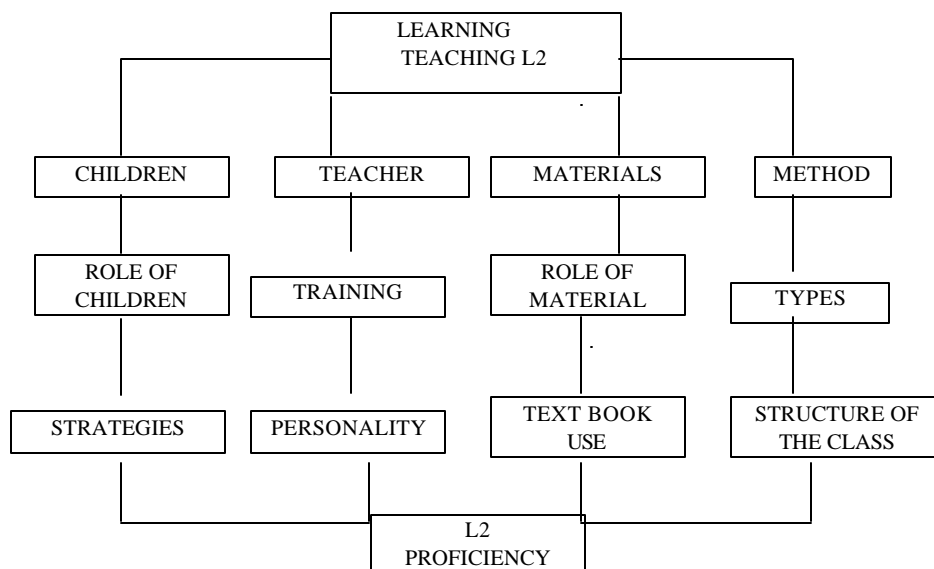 LEARNING
TEACHING L2
CHILDREN
TEACHER
MATERIALS
METHOD
ROLE OF
CHILDREN
TRAINING
ROLE OF
MATERIAL
TYPES
STRATEGIES
PERSONALITY
TEXT BOOK
USE
STRUCTURE OF
THE CLASS
L2
PROFICIENCY